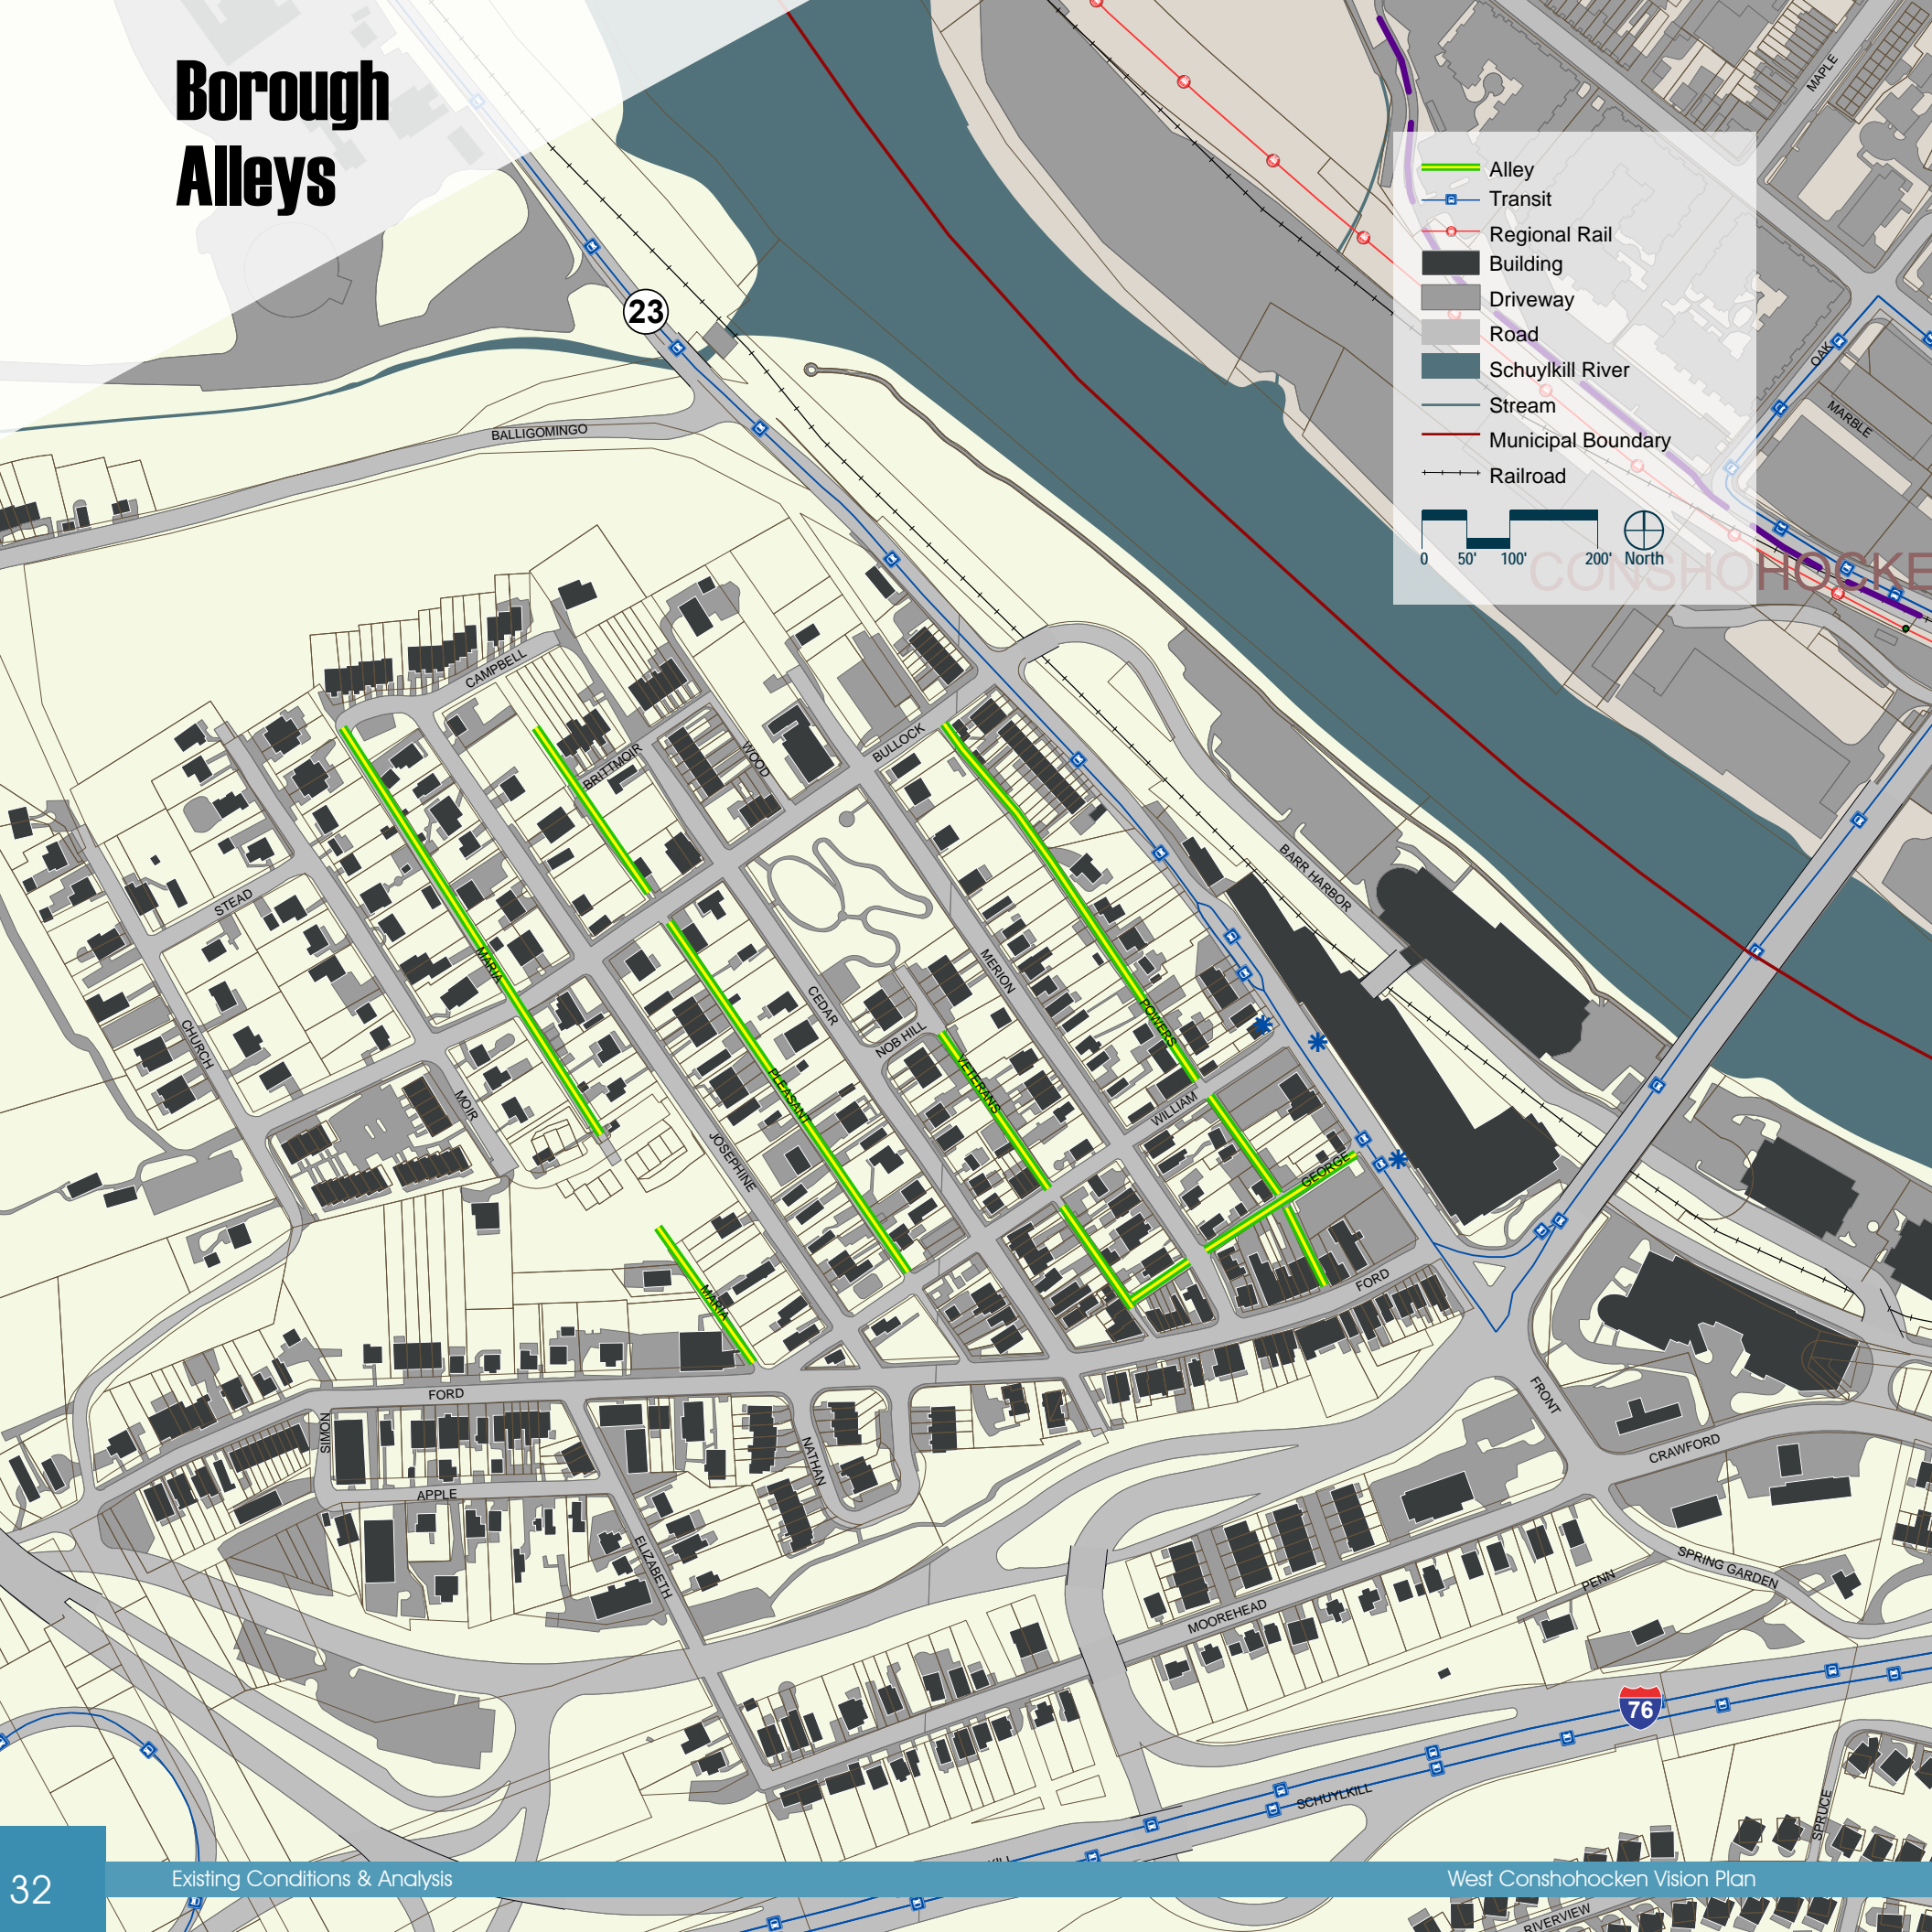 Borough
Alleys
Alley
Transit
Regional Rail
Building
Driveway
Road
Schuylkill River
Stream
Municipal Boundary
Railroad
0 50' 100' 200' North
MAPLE
OAK
MARBLE
CONSHOHOCKE
23
BALLIGOMINGO
CAMPBELL
BRITTMOIR
WOOD
BULLOCK
BARR HARBOR
STEAD
MARIA
MERION
CEDAR
POWERS
CHURCH
NOB HILL
VETERANS
PLEASANT
MOIR
WILLIAM
JOSEPHINE
GEORGE
MARIA
FORD
FORD
FRONT
SIMON
NATHAN
CRAWFORD
APPLE
ELIZABETH
SPRING GARDEN
PENN
MOOREHEAD
76
SCHUYLKILL
SPRUCE
32
Existing Conditions & Analysis
West Conshohocken Vision Plan
RIVERVIEW